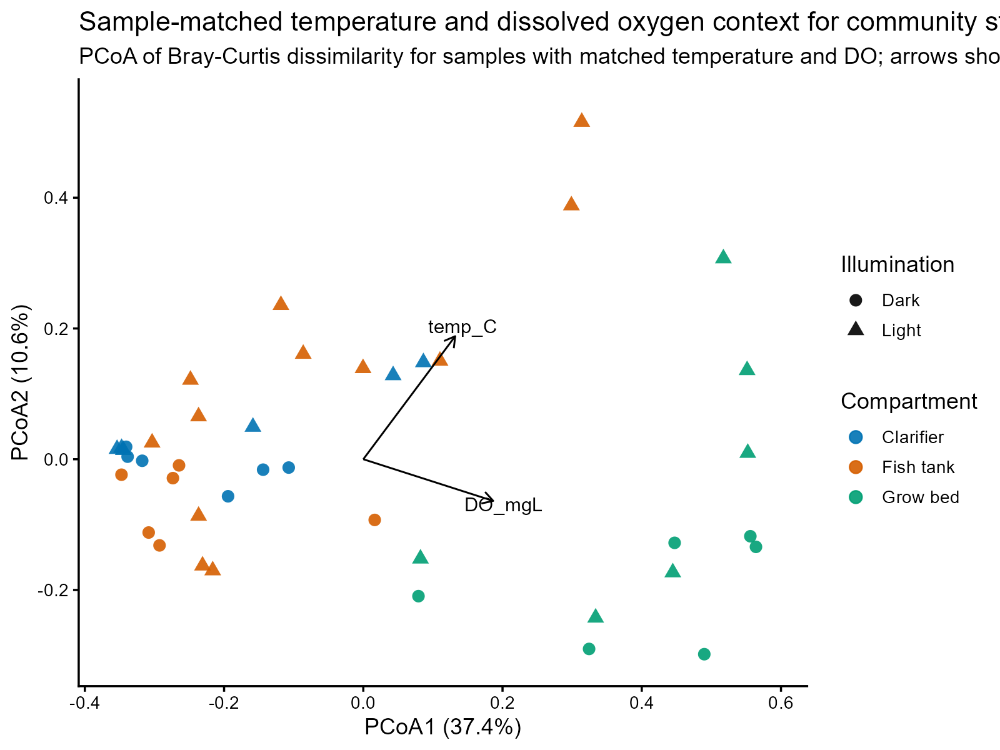 Sample-matched temperature and dissolved oxygen context for community
PCoA of Bray-Curtis dissimilarity for samples with matched temperature and DO; arrows
PCoA2 (10.6%)
0.4
0.2
0.0
-0.2
temp_C
DO_mgL
-0.4
-0.2
0.0
0.2
0.4
0.6
PCoA1 (37.4%)
Illumination
Dark
Light
Compartment
Clarifier
Fish tank
Grow bed